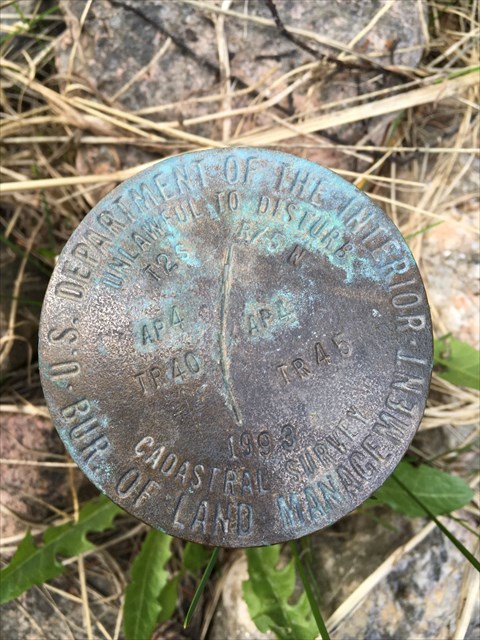 U.S. DEPARTMENT OF THE INTERIOR
UNLAWFUL TO DISTURB
T2S
AP4 AP4
TR40 TR45
1993
CADASTRAL SURVEY
BUR. OF LAND MANAGEMENT